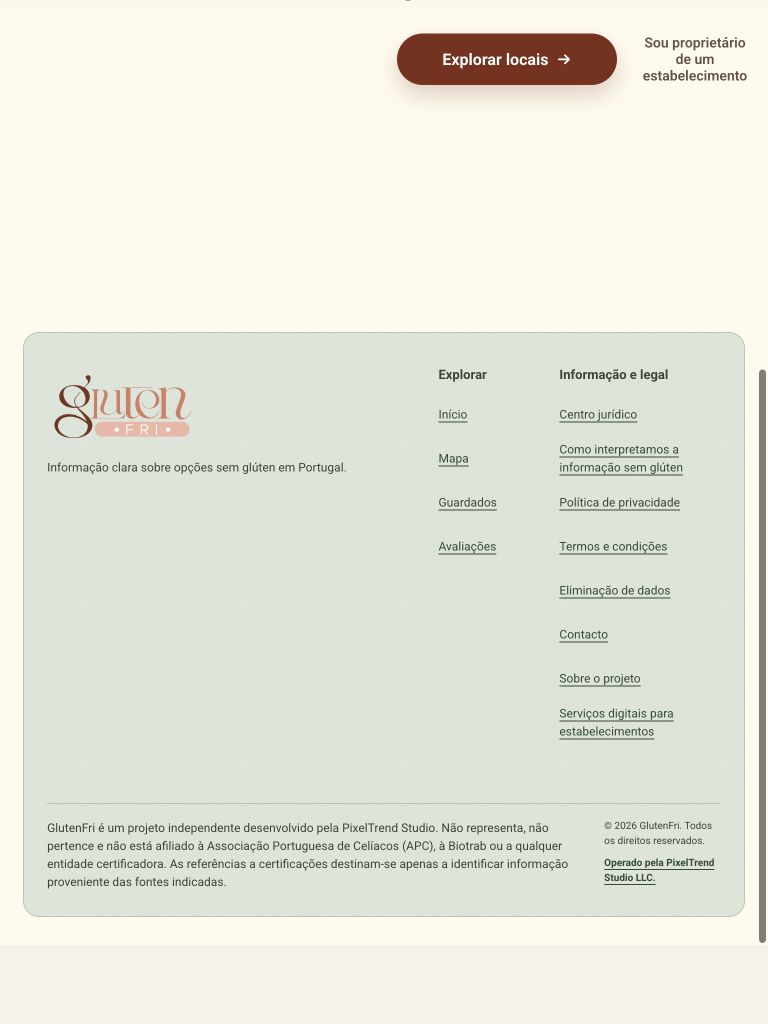 Explorar locais →
Sou proprietário
de um
estabelecimento
gluten
• FRI •
Informação clara sobre opções sem glúten em Portugal.
Explorar
Início
Mapa
Guardados
Avaliações
Informação e legal
Centro jurídico
Como interpretamos a
informação sem glúten
Política de privacidade
Termos e condições
Eliminação de dados
Contacto
Sobre o projeto
Serviços digitais para
estabelecimentos
GlutenFri é um projeto independente desenvolvido pela PixelTrend Studio. Não representa, não
pertence e não está afiliado à Associação Portuguesa de Celíacos (APC), à Biotrab ou a qualquer
entidade certificadora. As referências a certificações destinam-se apenas a identificar informação
proveniente das fontes indicadas.
© 2026 GlutenFri. Todos
os direitos reservados.
Operado pela PixelTrend
Studio LLC.